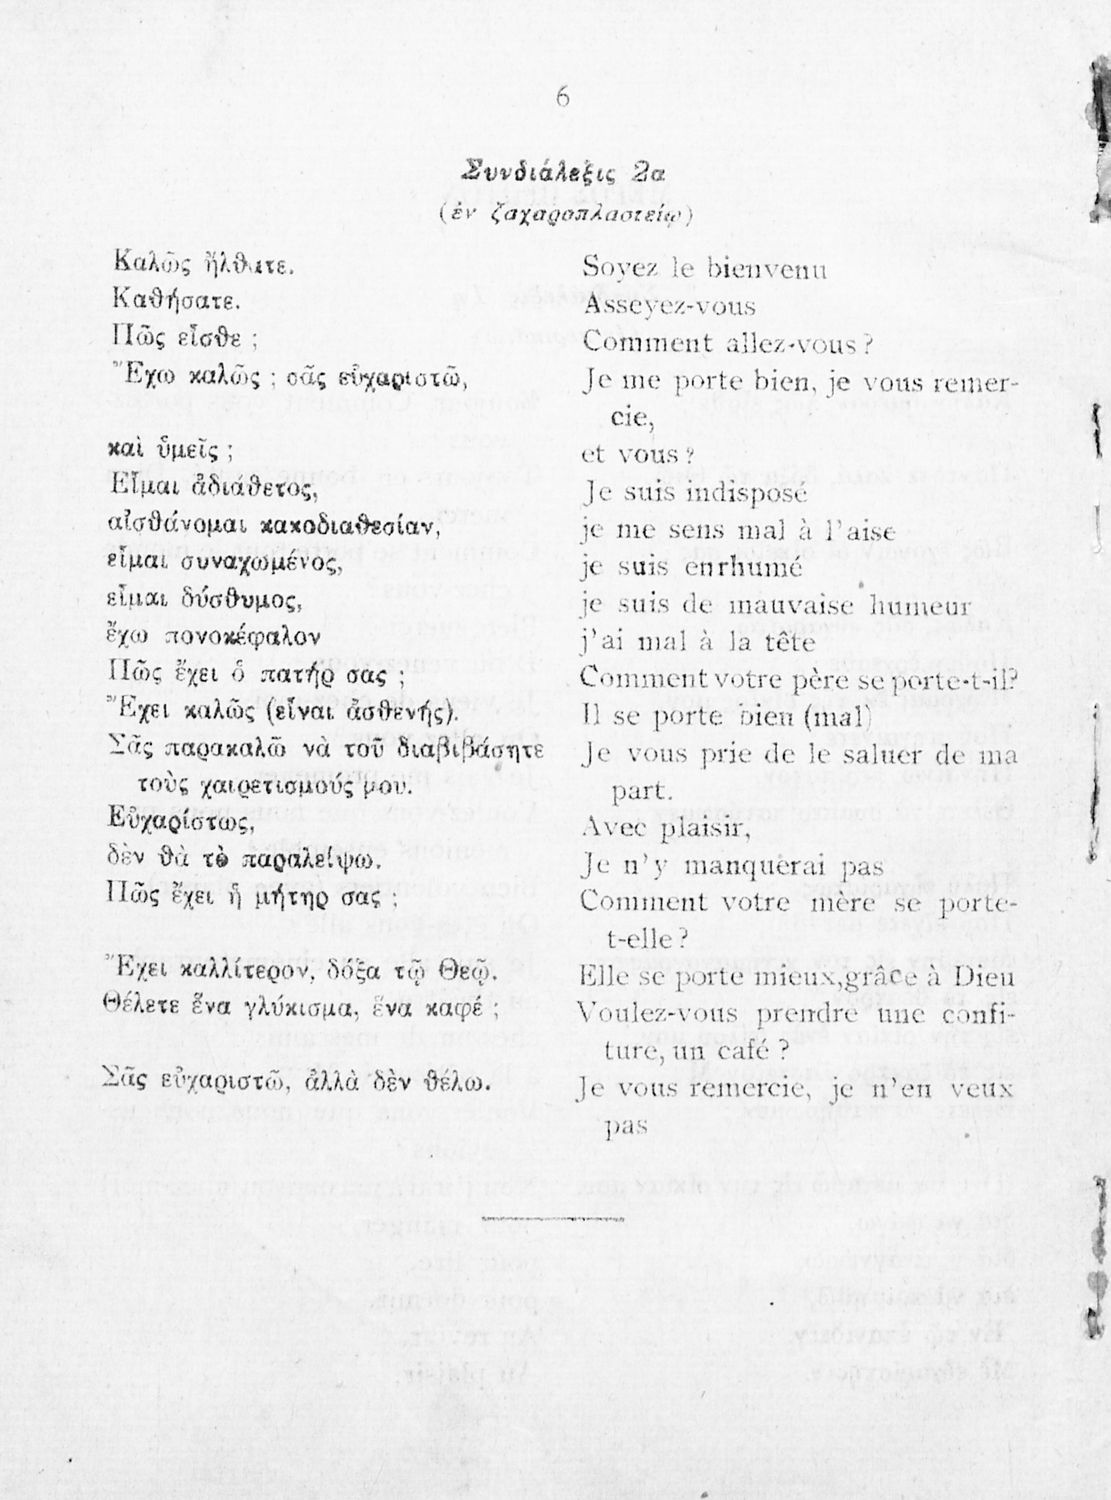 6
Συνδιάλεξις 2α
(ἐν ζαχαροπλαστείῳ)
Καλῶς ἤλθατε.
Soyez le bienvenu
Καθήσατε.
Asseyez-vous
Πῶς εἶσθε ;
Comment allez-vous ?
Ἔχω καλῶς ; σᾶς εὐχαριστῶ,
Je me porte bien, je vous remer-
cie,
καὶ ὑμεῖς ;
et vous ?
Εἶμαι ἀδιάθετος,
Je suis indisposé
αἰσθάνομαι κακοδιαθεσίαν,
je me sens mal à l'aise
εἶμαι συναχωμένος,
je suis enrhumé
εἶμαι δύσθυμος,
je suis de mauvaise humeur
ἔχω πονοκέφαλον
j'ai mal à la tête
Πῶς ἔχει ὁ πατήρ σας ;
Comment votre père se porte-t-il?
Ἔχει καλῶς (εἶναι ἀσθενής).
Il se porte bien (mal)
Σᾶς παρακαλῶ νὰ τοῦ διαβιβάσητε
Je vous prie de le saluer de ma
τοὺς χαιρετισμούς μου.
part.
Εὐχαρίστως,
Avec plaisir,
δὲν θὰ τὸ παραλείψω.
Je n'y manquerai pas
Πῶς ἔχει ἡ μήτηρ σας ;
Comment votre mère se porte-
t-elle ?
Ἔχει καλλίτερον, δόξα τῷ Θεῷ.
Elle se porte mieux,grâce à Dieu
Θέλετε ἕνα γλύκισμα, ἕνα καφέ ;
Voulez-vous prendre une confi-
ture, un café ?
Σᾶς εὐχαριστῶ, ἀλλὰ δὲν θέλω.
Je vous remercie, je n'en veux
pas